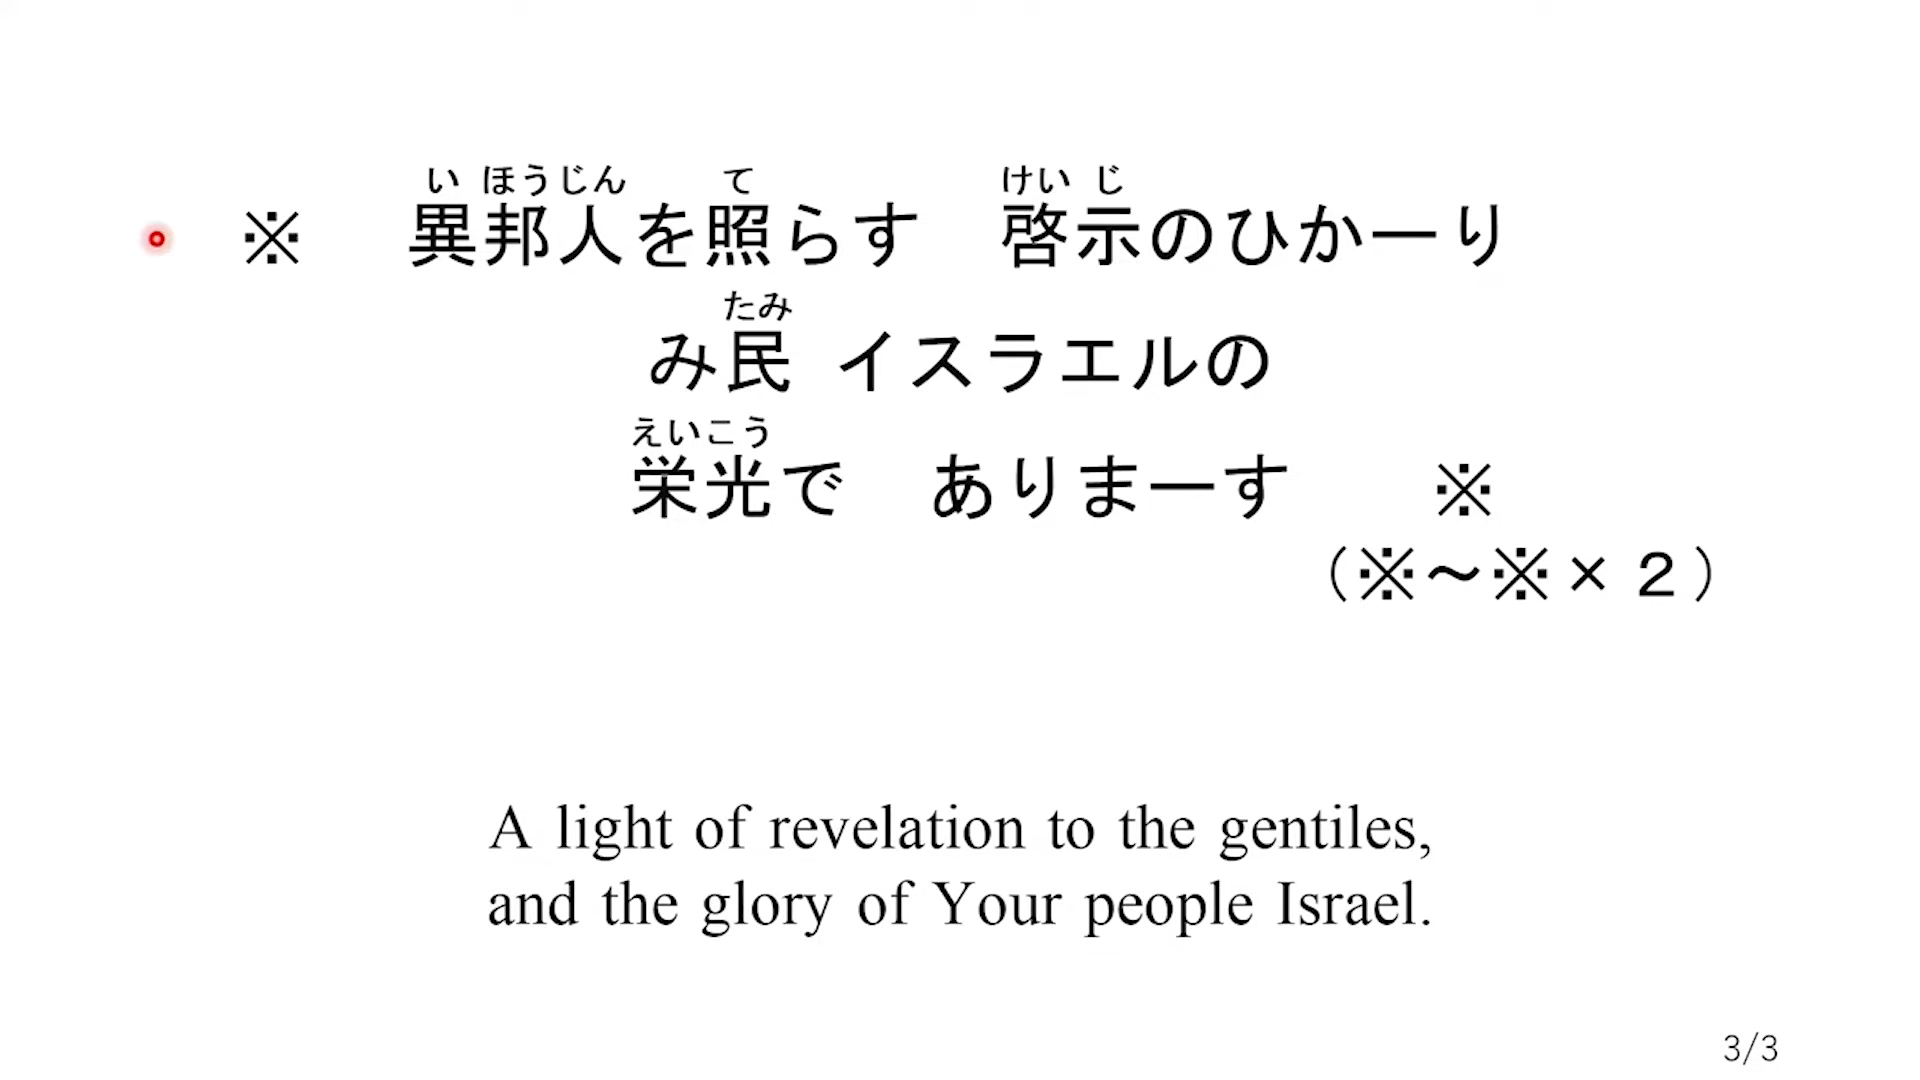 い ほうじん て けい じ
※ 異邦人を照らす 啓示のひかーり
たみ
み民 イスラエルの
えいこう
栄光で ありまーす ※
（※～※×２）
A light of revelation to the gentiles,
and the glory of Your people Israel.
3/3